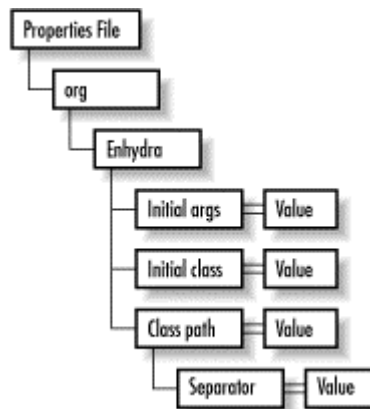 Properties File
org
Enhydra
Initial args Value
Initial class Value
Class path Value
Separator Value